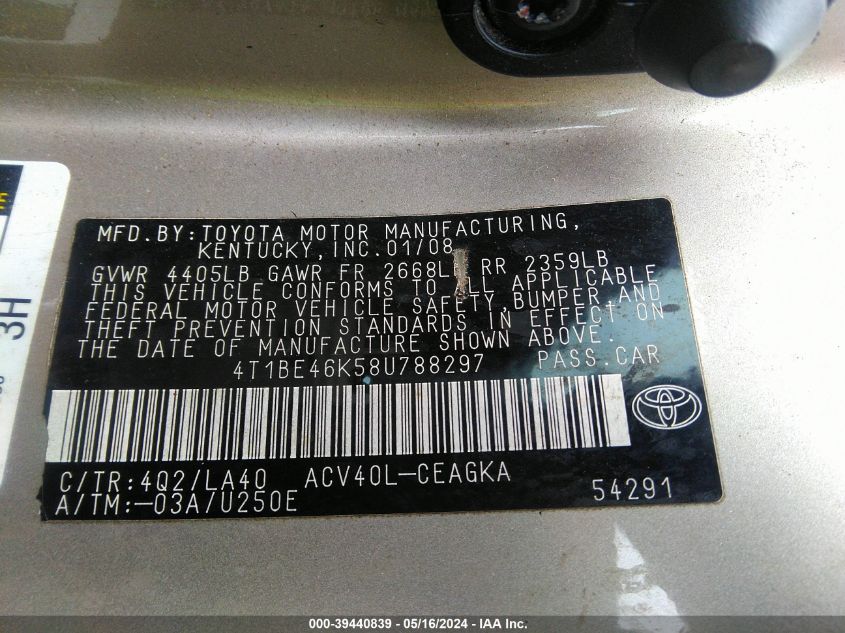 MFD.BY:TOYOTA MOTOR MANUFACTURING,
KENTUCKY,INC.01/08
GVWR 4405LB GAWR FR 2668L RR 2359LB
THIS VEHICLE CONFORMS TO ALL APPLICABLE
FEDERAL MOTOR VEHICLE SAFETY,BUMPER,AND
THEFT PREVENTION STANDARDS IN EFFECT ON
THE DATE OF MANUFACTURE SHOWN ABOVE.
4T1BE46K58U788297 PASS.CAR
C/TR:4Q2/LA40 ACV40L-CEAGKA
A/TM:-03A/U250E 54291
3H
000-39440839 - 05/16/2024 - IAA Inc.